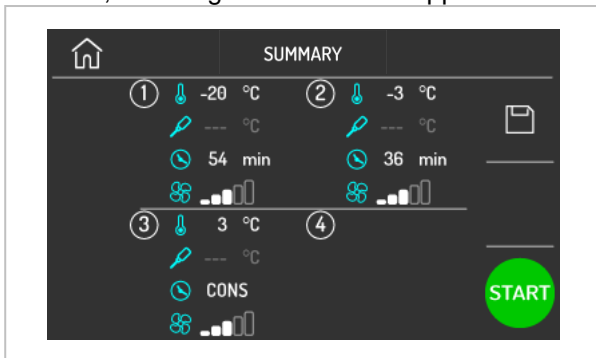 SUMMARY
1 -20 °C 2 -3 °C
--- °C --- °C
54 min 36 min
3 3 °C 4
--- °C
CONS
START